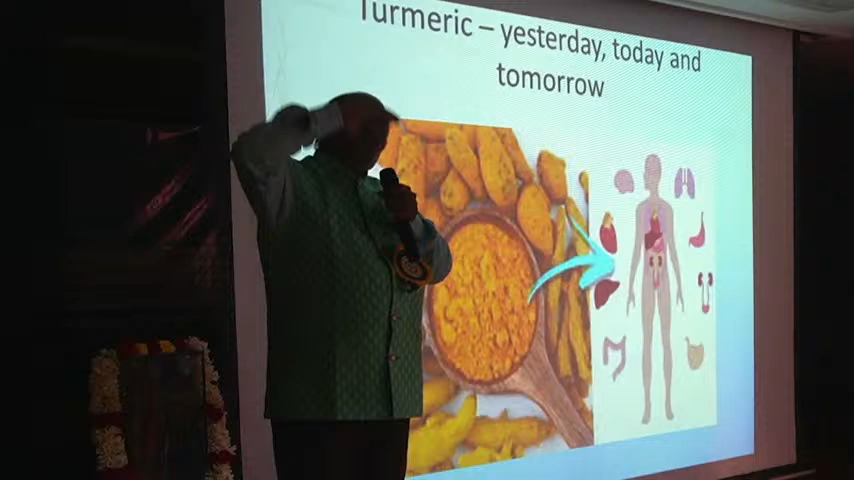 Turmeric – yesterday, today and
tomorrow